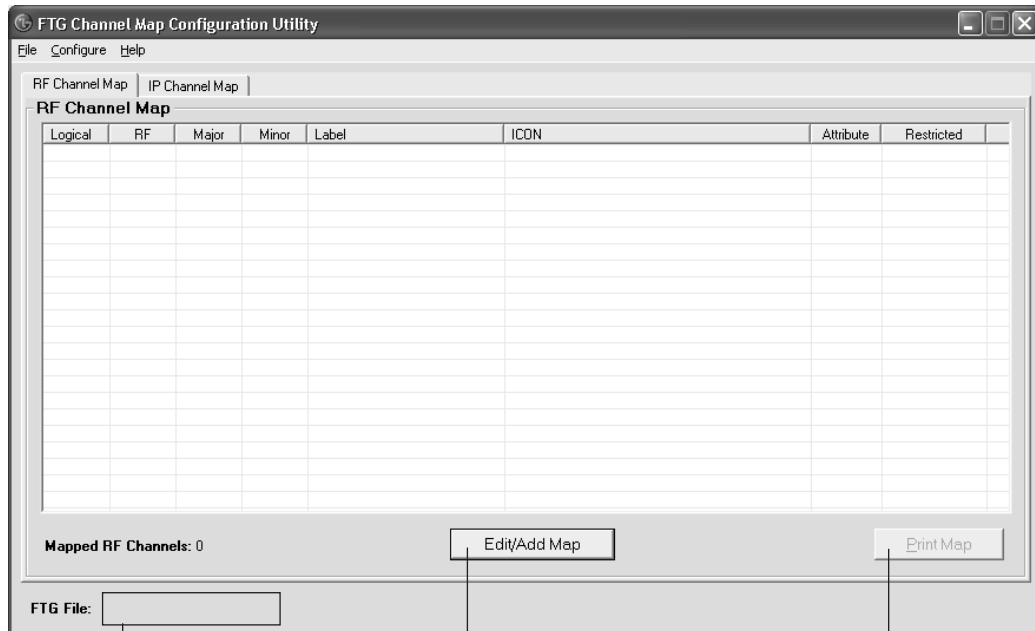 FTG Channel Map Configuration Utility
File Configure Help
RF Channel Map IP Channel Map
RF Channel Map
Logical RF Major Minor Label ICON Attribute Restricted
Mapped RF Channels: 0
Edit/Add Map
Print Map
FTG File: